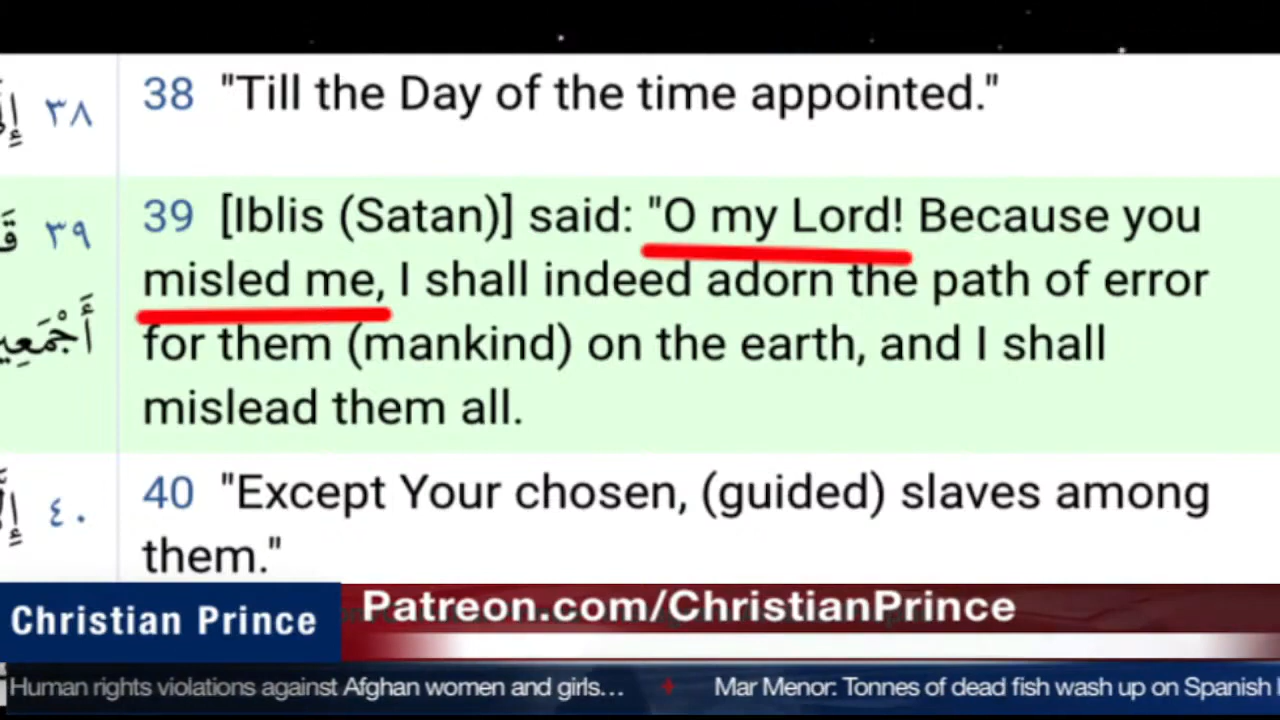 ٣٨ 38 "Till the Day of the time appointed."
٣٩ 39 [Iblis (Satan)] said: "O my Lord! Because you
misled me, I shall indeed adorn the path of error
for them (mankind) on the earth, and I shall
mislead them all.
٤٠ 40 "Except Your chosen, (guided) slaves among
them."
Christian Prince
Patreon.com/ChristianPrince
Human rights violations against Afghan women and girls... Mar Menor: Tonnes of dead fish wash up on Spanish